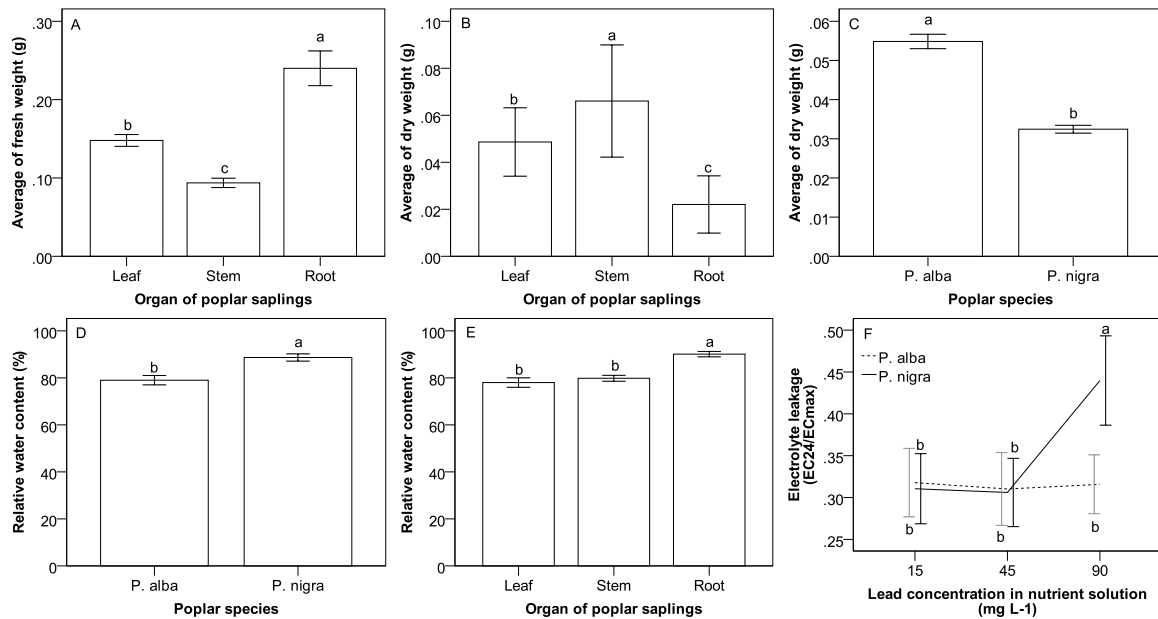 A
Average of fresh weight (g)
.30
.20
.10
.00
b
c
a
Leaf Stem Root
Organ of poplar saplings
B
Average of dry weight (g)
.10
.08
.06
.04
.02
.00
b
a
c
Leaf Stem Root
Organ of poplar saplings
C
Average of dry weight (g)
.06
.05
.04
.03
.02
.01
.00
a
b
P. alba P. nigra
Poplar species
D
Relative water content (%)
100
80
60
40
20
0
b
a
P. alba P. nigra
Poplar species
E
Relative water content (%)
100
80
60
40
20
0
b
b
a
Leaf Stem Root
Organ of poplar saplings
F
P. alba
P. nigra
Electrolyte leakage
(EC24/ECmax)
.50
.45
.40
.35
.30
.25
a
b b
b b b
15 45 90
Lead concentration in nutrient solution
(mg L-1)